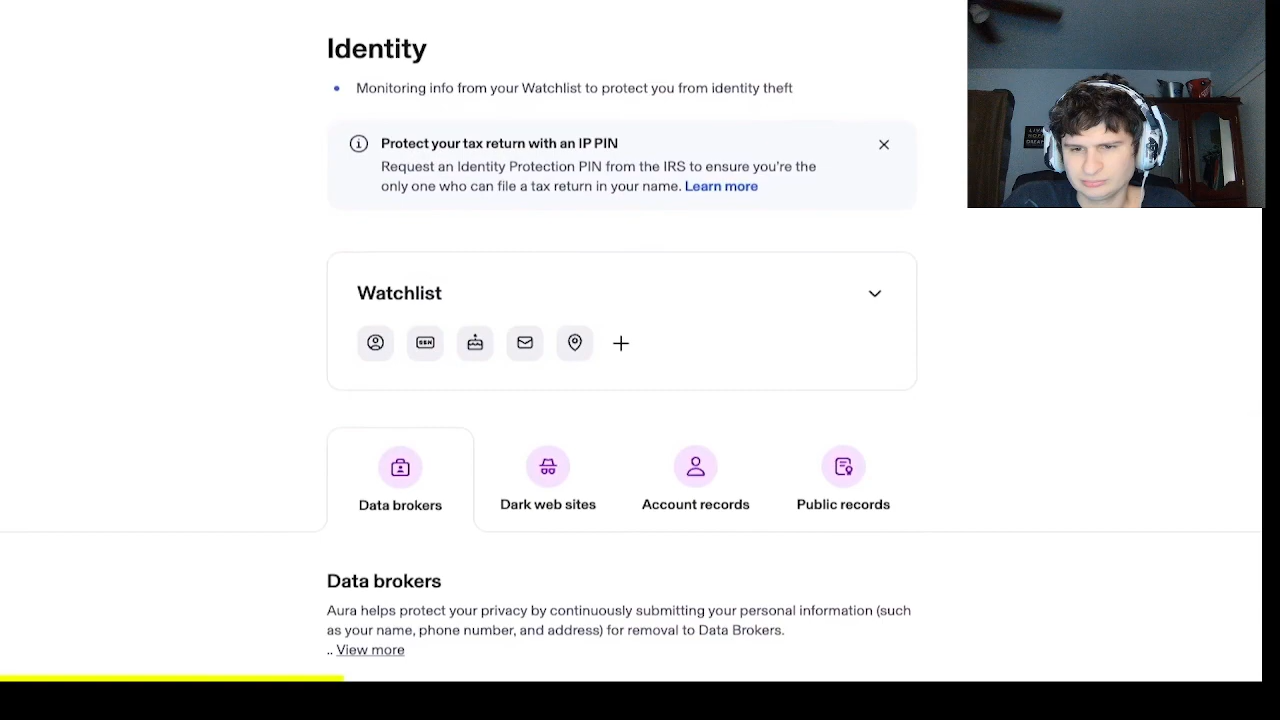 Identity
Monitoring info from your Watchlist to protect you from identity theft
Protect your tax return with an IP PIN
Request an Identity Protection PIN from the IRS to ensure you're the
only one who can file a tax return in your name. Learn more
Watchlist
SSN
Data brokers
Dark web sites
Account records
Public records
Data brokers
Aura helps protect your privacy by continuously submitting your personal information (such
as your name, phone number, and address) for removal to Data Brokers.
.. View more